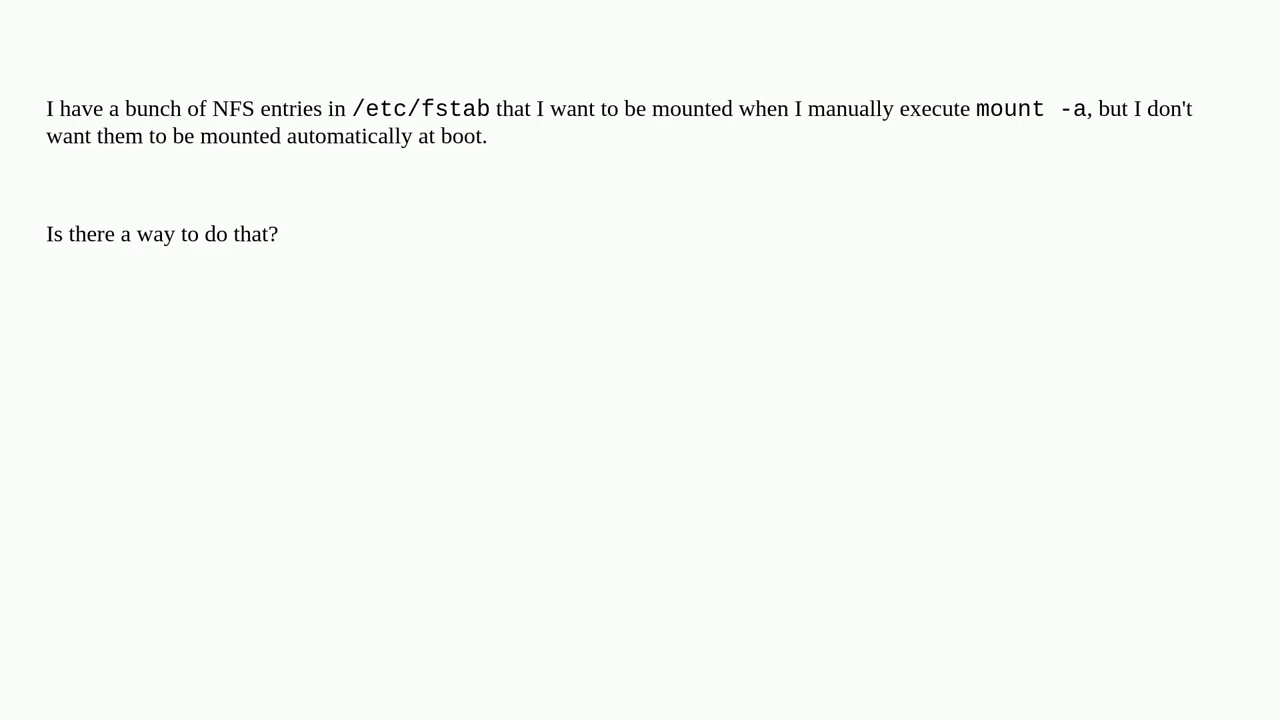 I have a bunch of NFS entries in /etc/fstab that I want to be mounted when I manually execute mount -a, but I don't
want them to be mounted automatically at boot.
Is there a way to do that?